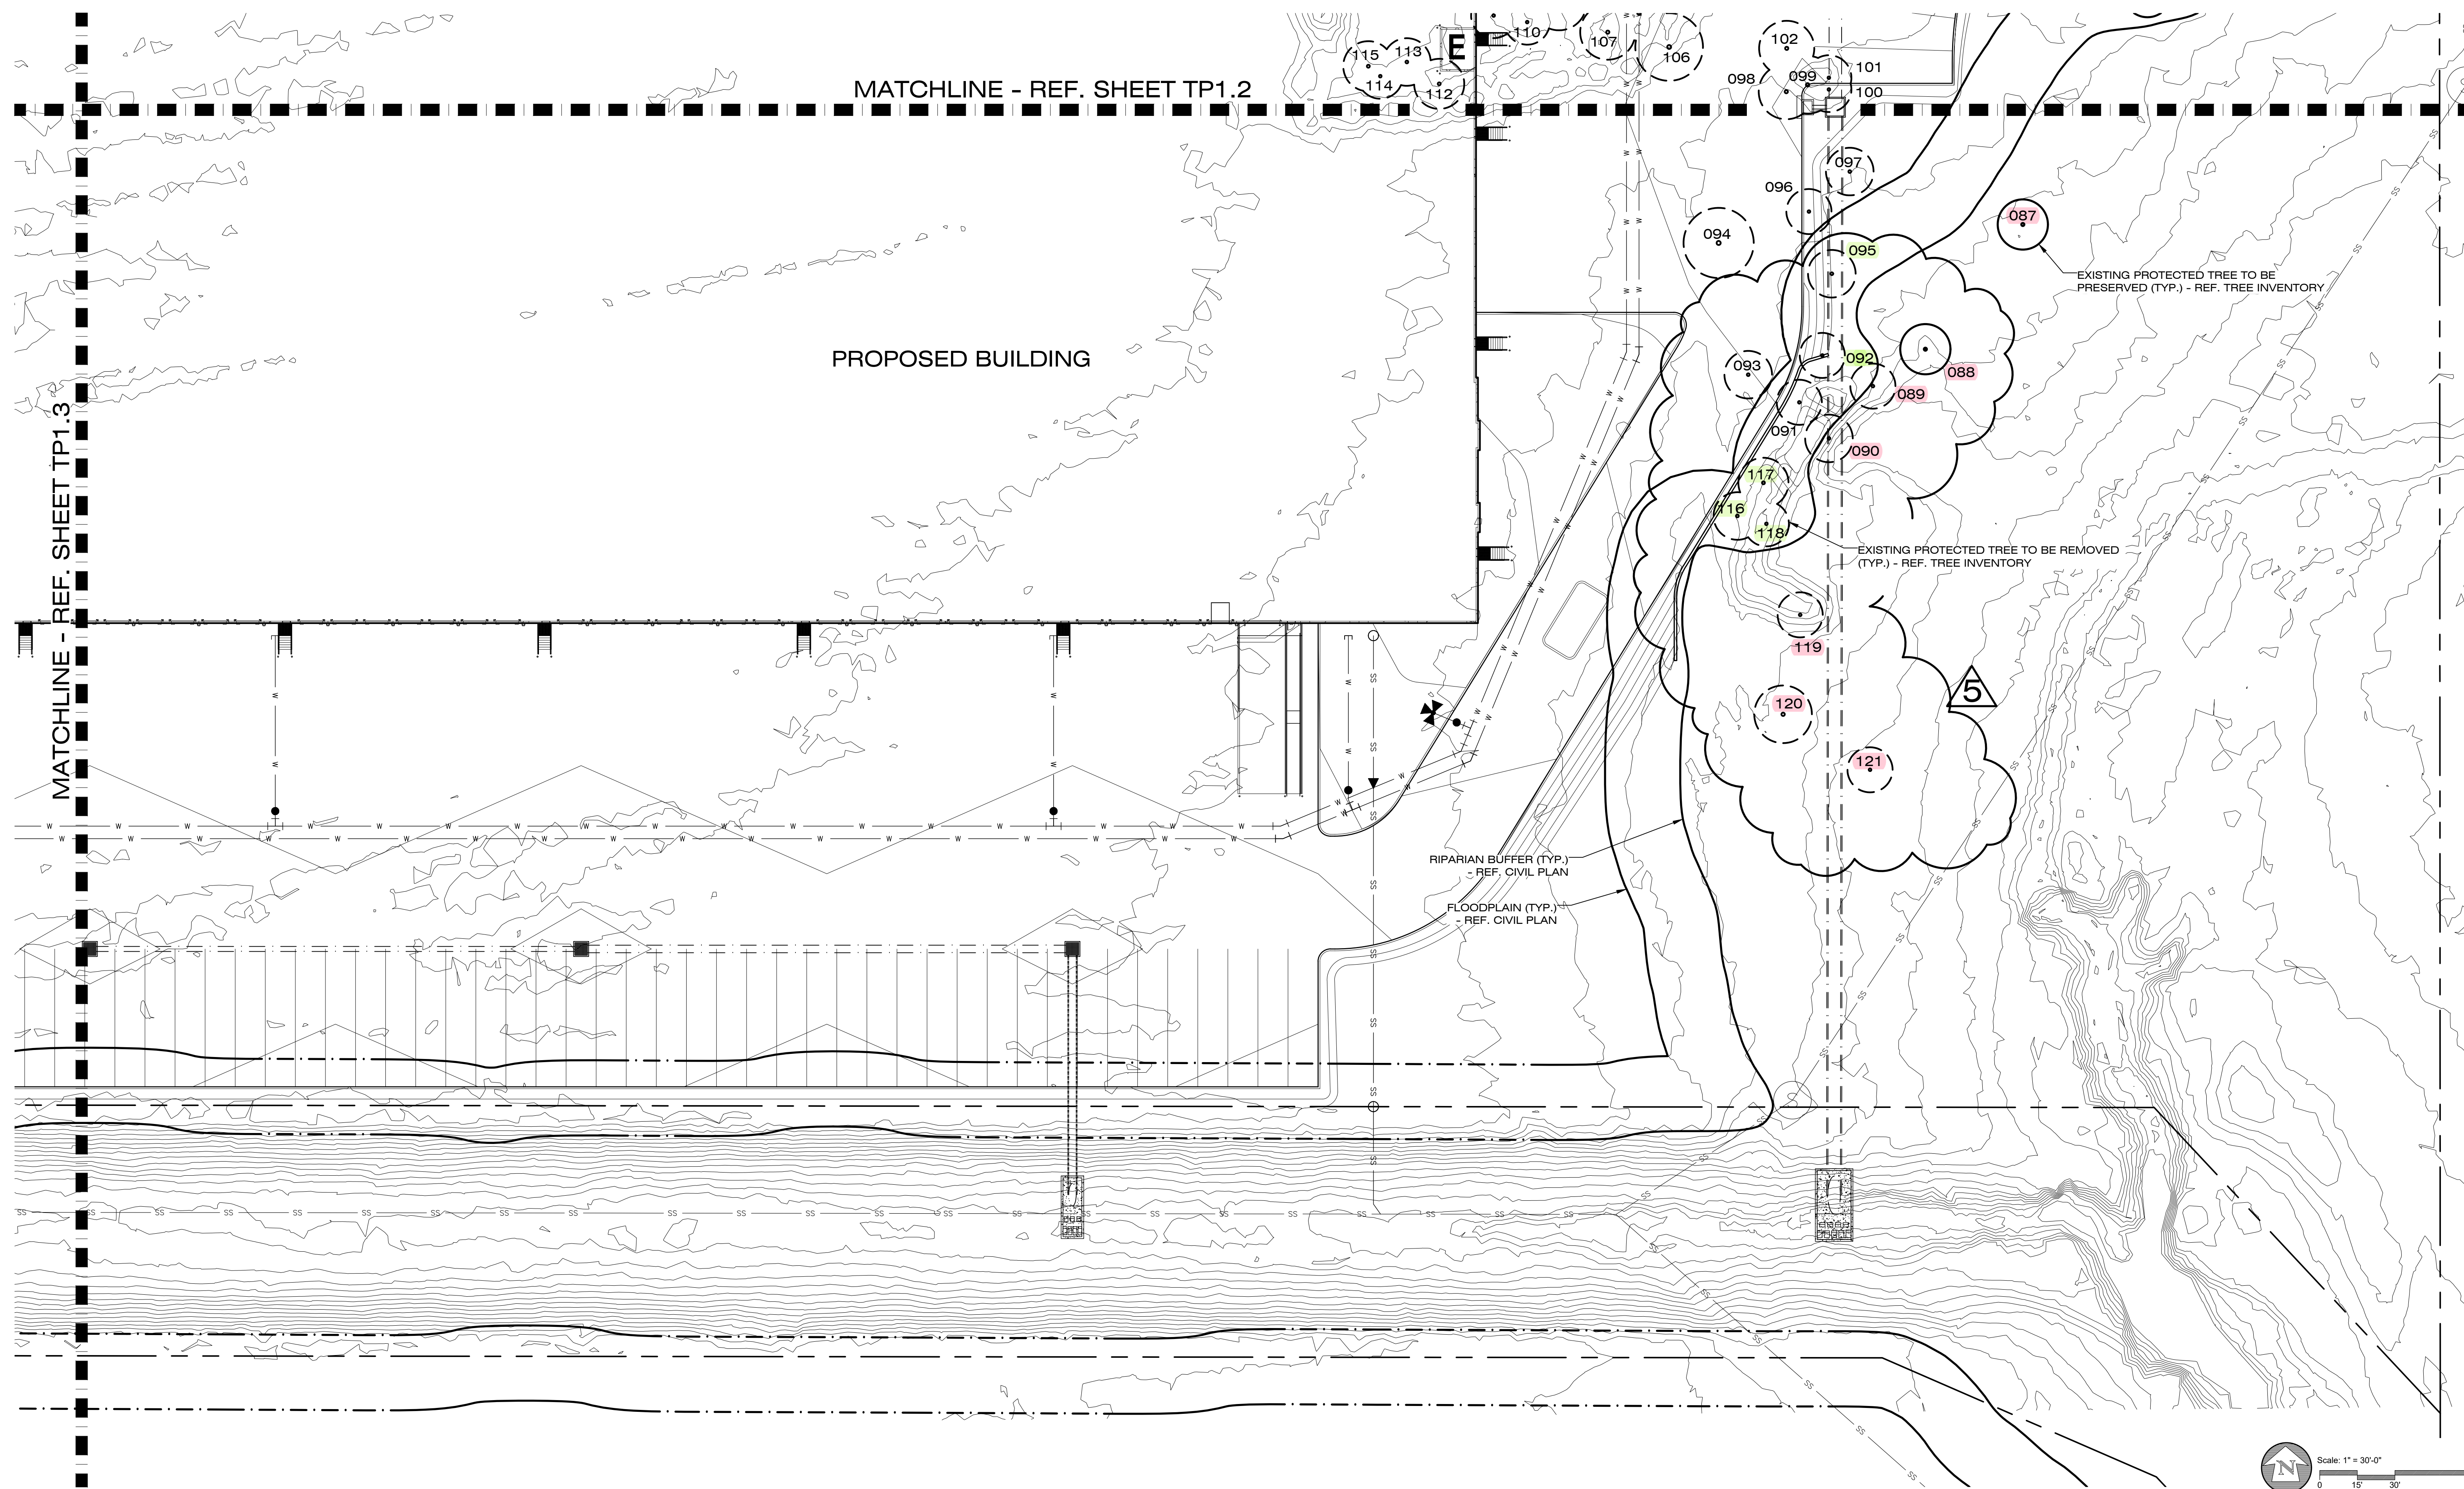 MATCHLINE - REF. SHEET TP1.2
MATCHLINE - REF. SHEET TP1.3
PROPOSED BUILDING
E
115
113
114
112
110
107
106
102
101
098
099
100
097
096
094
095
087
EXISTING PROTECTED TREE TO BE
PRESERVED (TYP.) - REF. TREE INVENTORY
093
092
088
089
091
090
117
116
118
EXISTING PROTECTED TREE TO BE REMOVED
(TYP.) - REF. TREE INVENTORY
119
120
5
121
RIPARIAN BUFFER (TYP.)
- REF. CIVIL PLAN
FLOODPLAIN (TYP.)
- REF. CIVIL PLAN
W
SS
N
Scale: 1" = 30'-0"
0 15' 30'